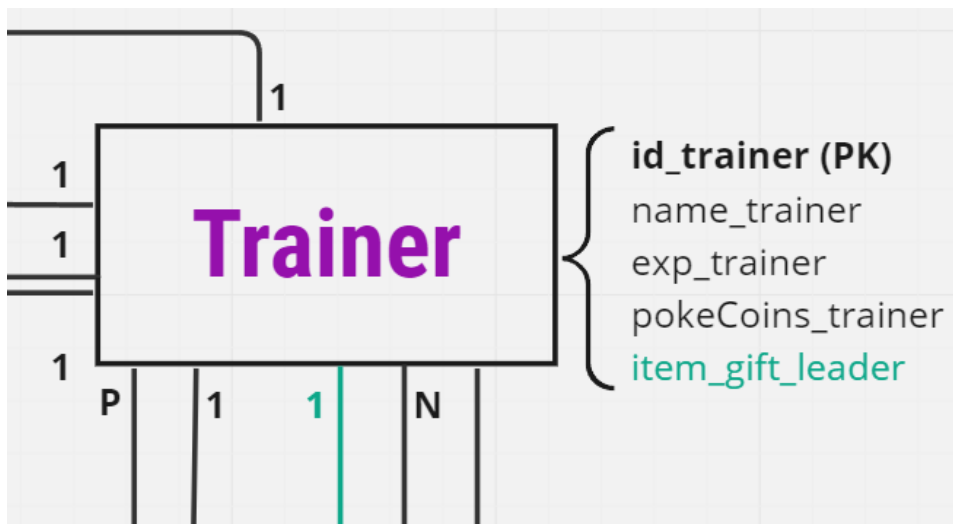 1
1
1
1
Trainer
P
1
1
N
id_trainer (PK)
name_trainer
exp_trainer
pokeCoins_trainer
item_gift_leader